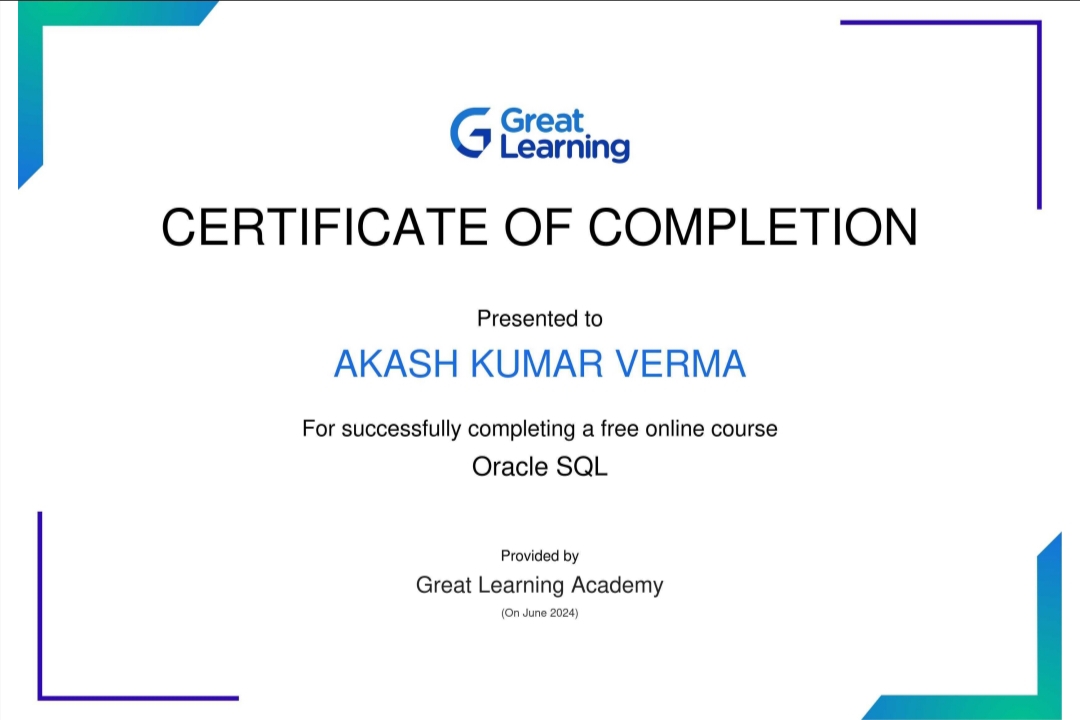 Great
Learning
CERTIFICATE OF COMPLETION
Presented to
AKASH KUMAR VERMA
For successfully completing a free online course
Oracle SQL
Provided by
Great Learning Academy
(On June 2024)